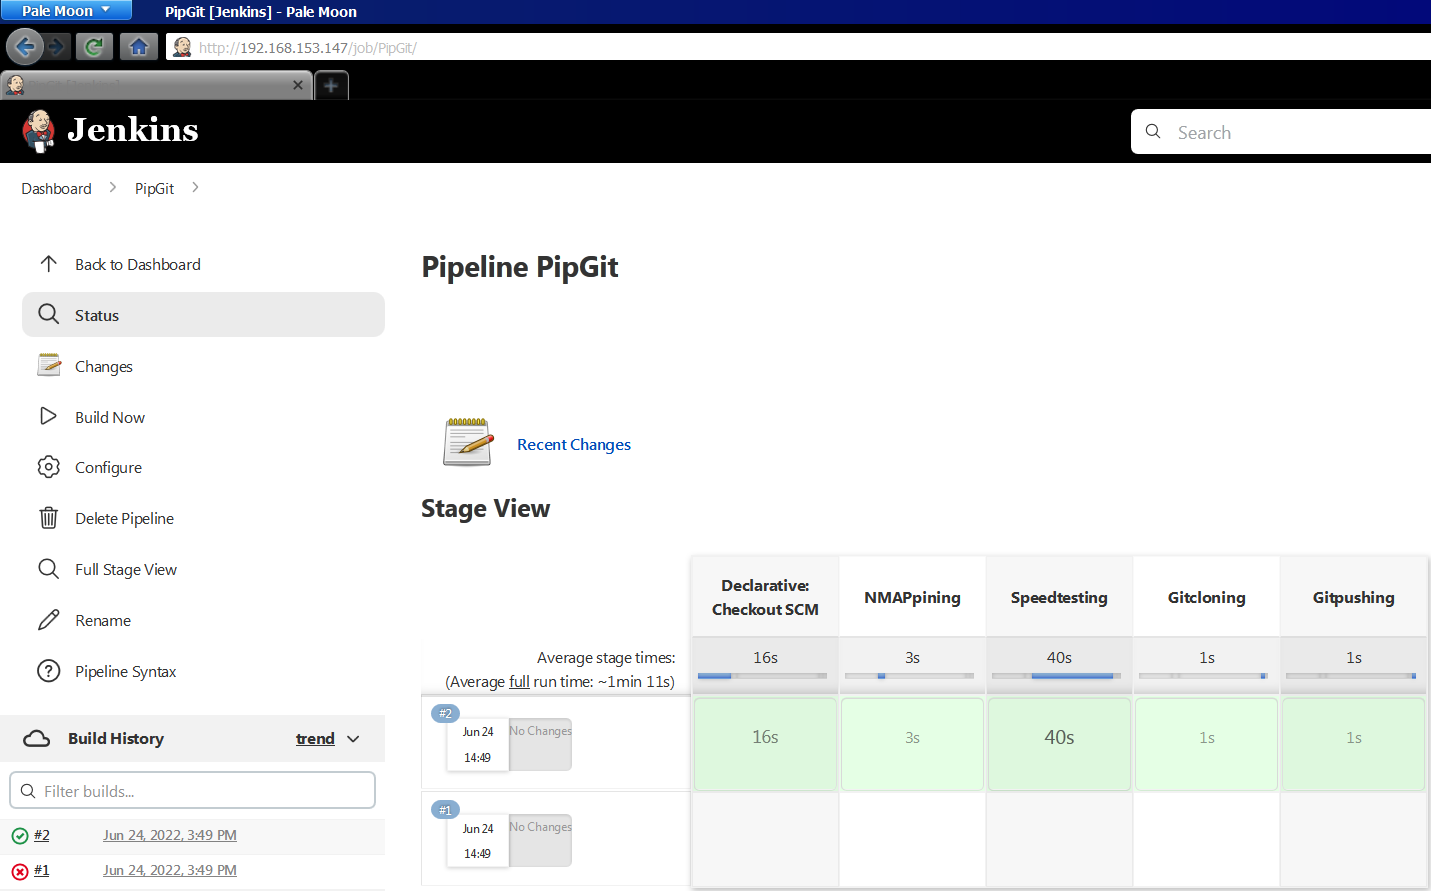 Pale Moon
PipGit [Jenkins] - Pale Moon
http://192.168.153.147/job/PipGit/
Jenkins
Search
Dashboard
PipGit
Back to Dashboard
Status
Changes
Build Now
Configure
Delete Pipeline
Full Stage View
Rename
Pipeline Syntax
Build History
trend
Filter builds...
#2
Jun 24, 2022, 3:49 PM
#1
Jun 24, 2022, 3:49 PM
Pipeline PipGit
Recent Changes
Stage View
Declarative:
Checkout SCM
NMAPpining
Speedtesting
Gitcloning
Gitpushing
Average stage times:
(Average full run time: ~1min 11s)
16s
3s
40s
1s
1s
#2
Jun 24
14:49
No Changes
16s
3s
40s
1s
1s
#1
Jun 24
14:49
No Changes